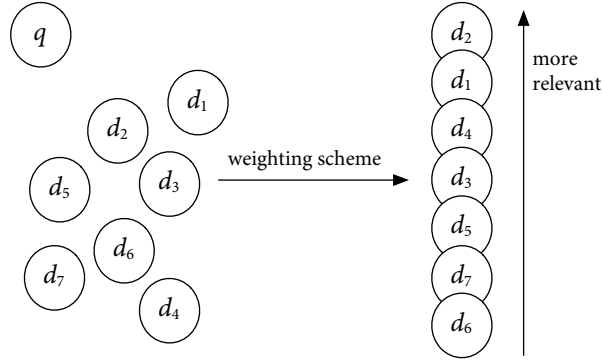 q
d1
d2
d3
d5
d6
d7
d4
weighting scheme
d2
d1
d4
d3
d5
d7
d6
more
relevant